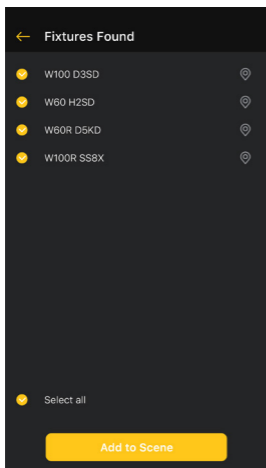 Fixtures Found
W100 D3SD
W60 H2SD
W60R D5KD
W100R SS8X
Select all
Add to Scene